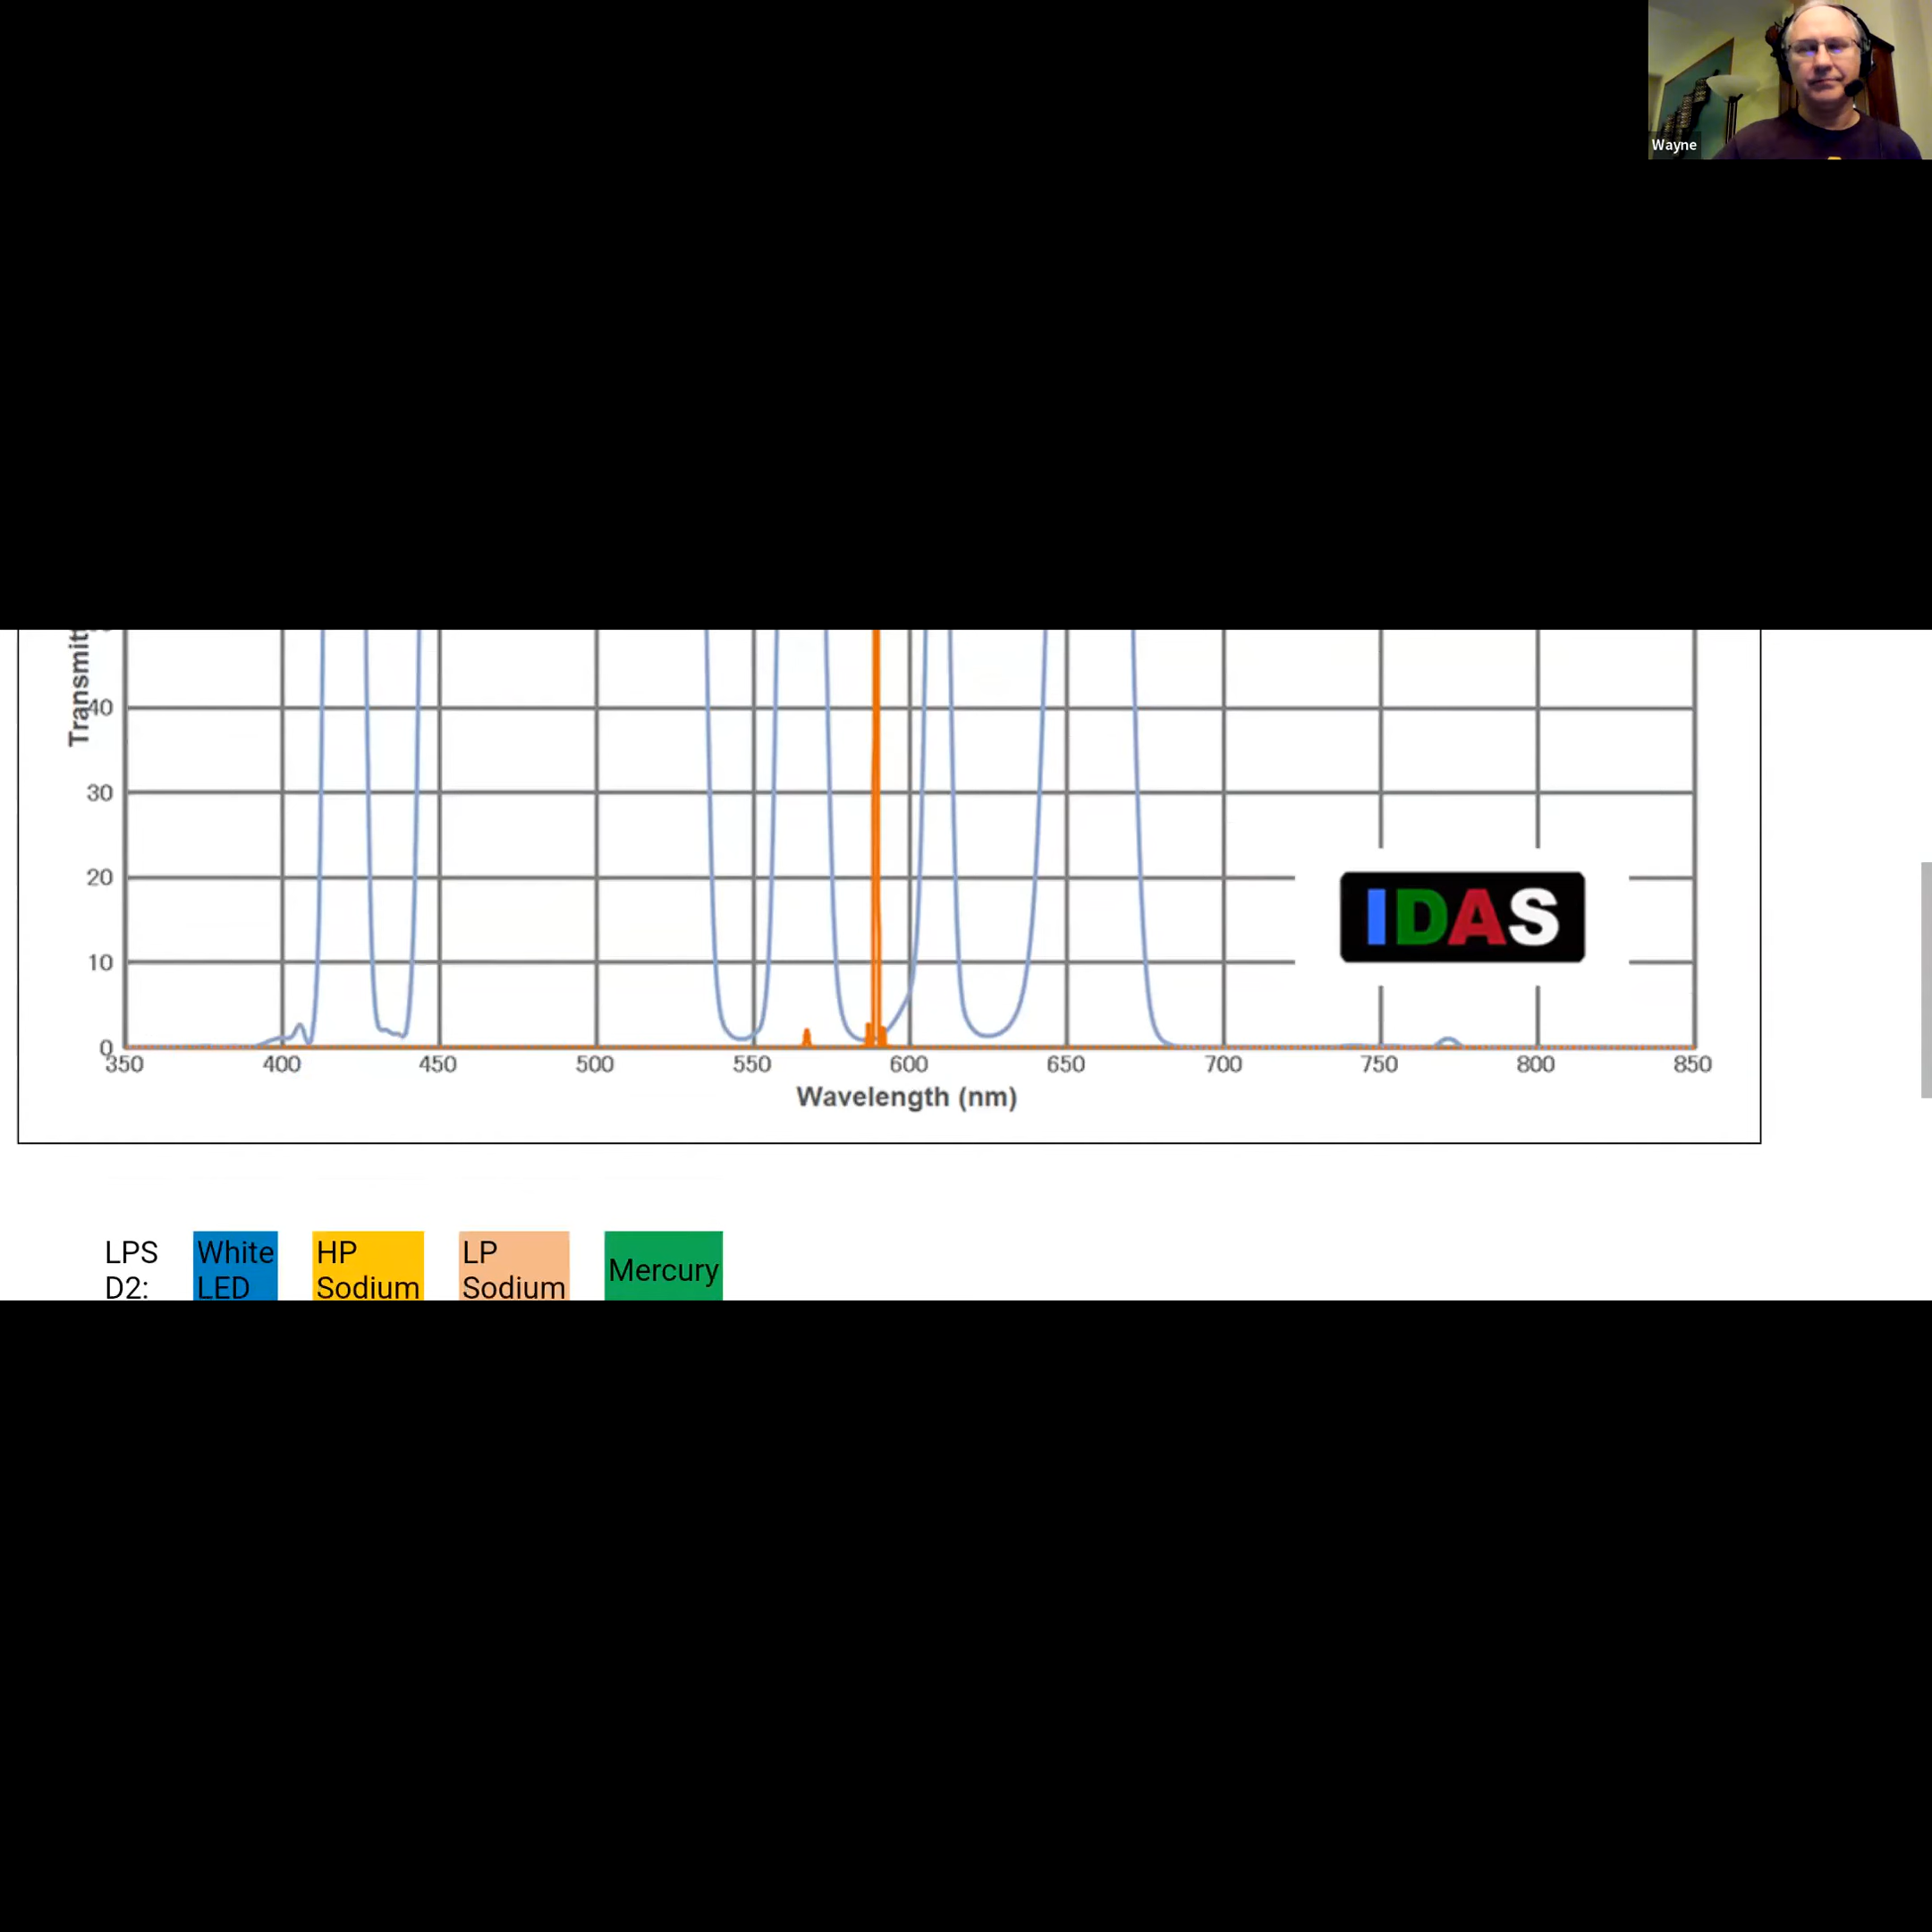 Wayne
40
30
20
10
0
350 400 450 500 550 600 650 700 750 800 850
Wavelength (nm)
IDAS
LPS D2:
White LED
HP Sodium
LP Sodium
Mercury